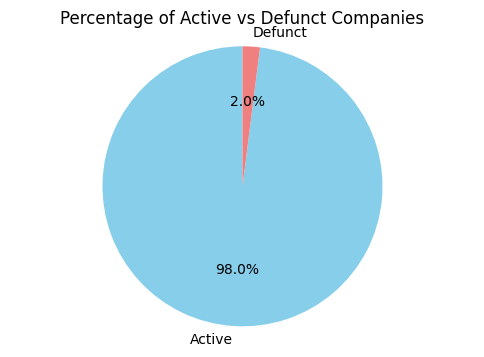 Percentage of Active vs Defunct Companies
Defunct
2.0%
98.0%
Active